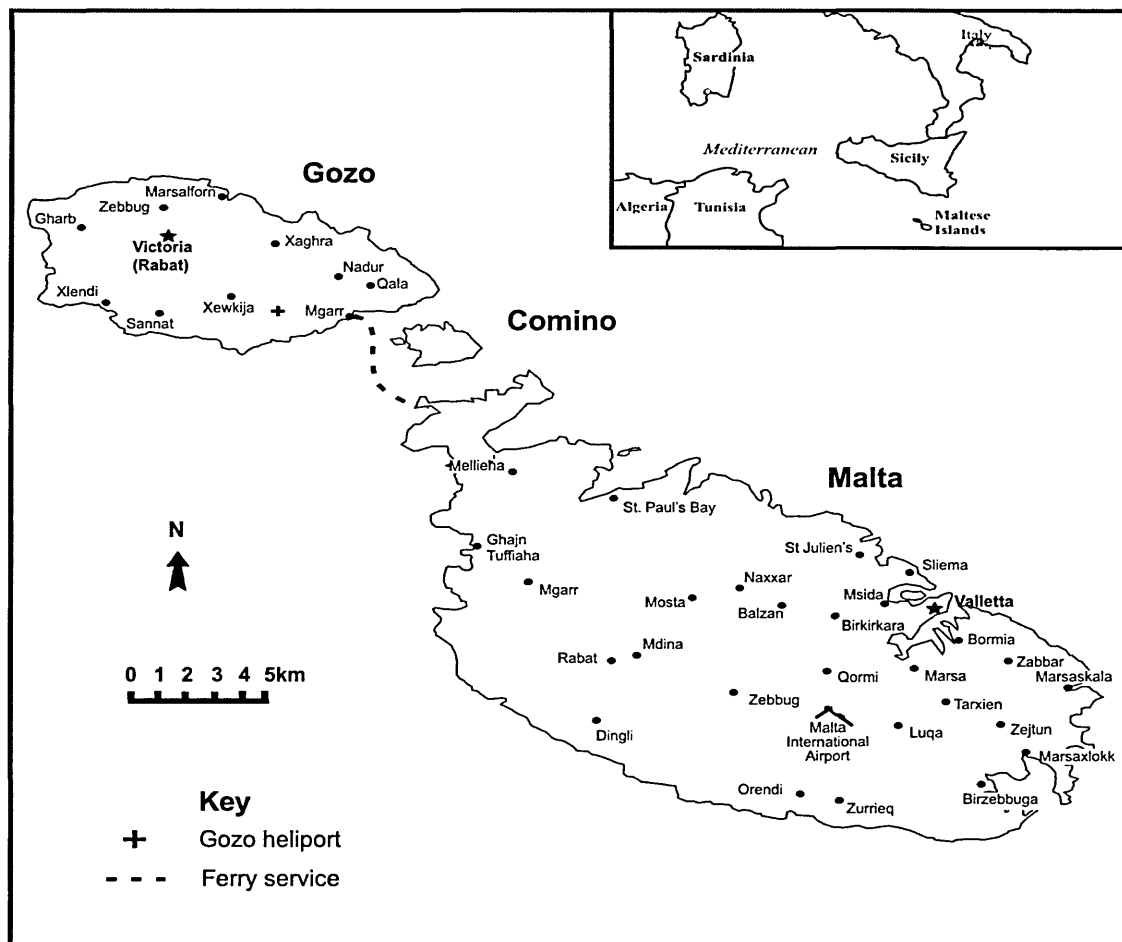 Italy
Sardinia
Mediterranean
Sicily
Algeria
Tunisia
Maltese
Islands
Gozo
Marsalforn
Zebbug
Gharb
Victoria
(Rabat)
Xaghra
Nadur
Qala
Xlendi
Xewkija
Sannat
Mgarr
Comino
Mellieha
Malta
St. Paul's Bay
N
Ghajn
Tuffiaha
Mgarr
St Julien's
Sliema
Naxxar
Mosta
Balzan
Msida
Valletta
Birkirkara
Bormia
Mdina
Rabat
Zabbar
Qormi
Marsa
Marsaskala
Zebbug
Tarxien
Dingli
Malta
International
Airport
Luqa
Zejtun
Marsaxlokk
Orendi
Zurrieq
Birzebbuga
0 1 2 3 4 5km
Key
Gozo heliport
Ferry service